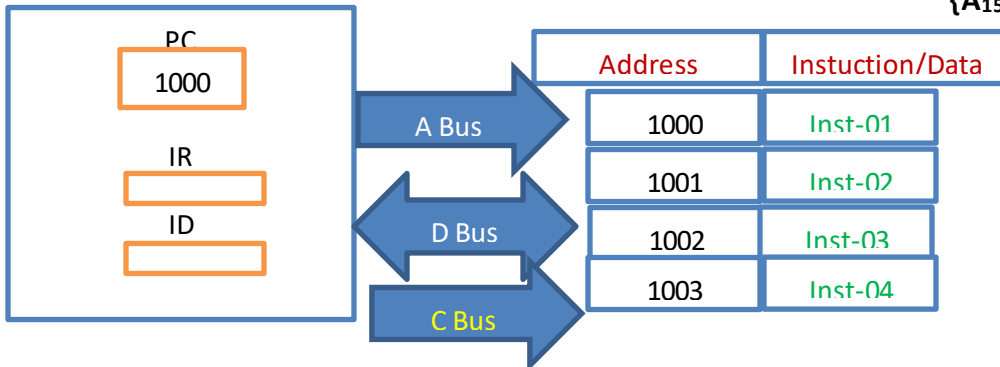 {A15
PC
1000
IR
ID
A Bus
D Bus
C Bus
Address Instuction/Data
1000 Inst-01
1001 Inst-02
1002 Inst-03
1003 Inst-04